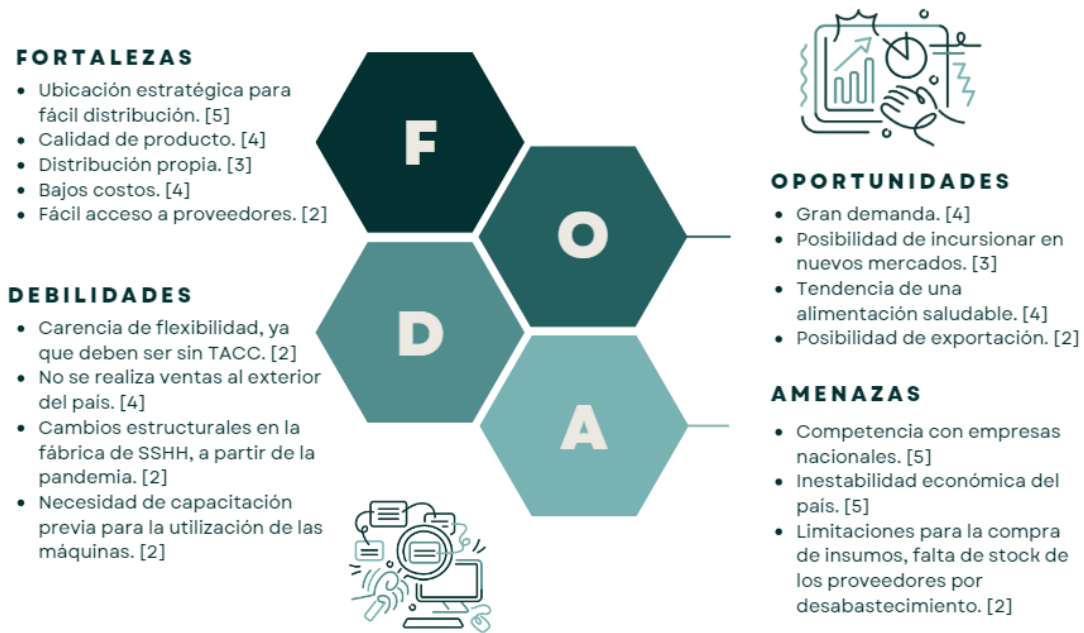 FORTALEZAS
• Ubicación estratégica para
fácil distribución. [5]
• Calidad de producto. [4]
• Distribución propia. [3]
• Bajos costos. [4]
• Fácil acceso a proveedores. [2]
DEBILIDADES
• Carencia de flexibilidad, ya
que deben ser sin TACC. [2]
• No se realiza ventas al exterior
del país. [4]
• Cambios estructurales en la
fábrica de SSHH, a partir de la
pandemia. [2]
• Necesidad de capacitación
previa para la utilización de las
máquinas. [2]
F
O
D
A
OPORTUNIDADES
• Gran demanda. [4]
• Posibilidad de incursionar en
nuevos mercados. [3]
• Tendencia de una
alimentación saludable. [4]
• Posibilidad de exportación. [2]
AMENAZAS
• Competencia con empresas
nacionales. [5]
• Inestabilidad económica del
país. [5]
• Limitaciones para la compra
de insumos, falta de stock de
los proveedores por
desabastecimiento. [2]